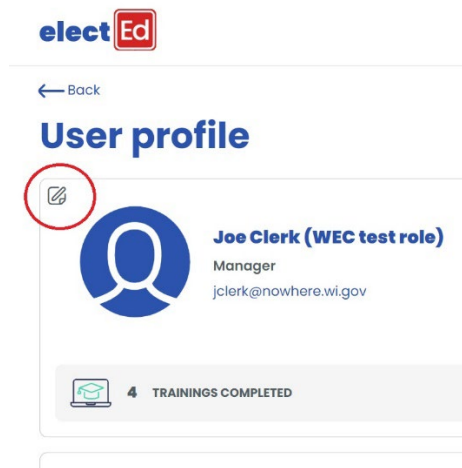 elect Ed
Back
User profile
Joe Clerk (WEC test role)
Manager
jclerk@nowhere.wi.gov
4 TRAININGS COMPLETED